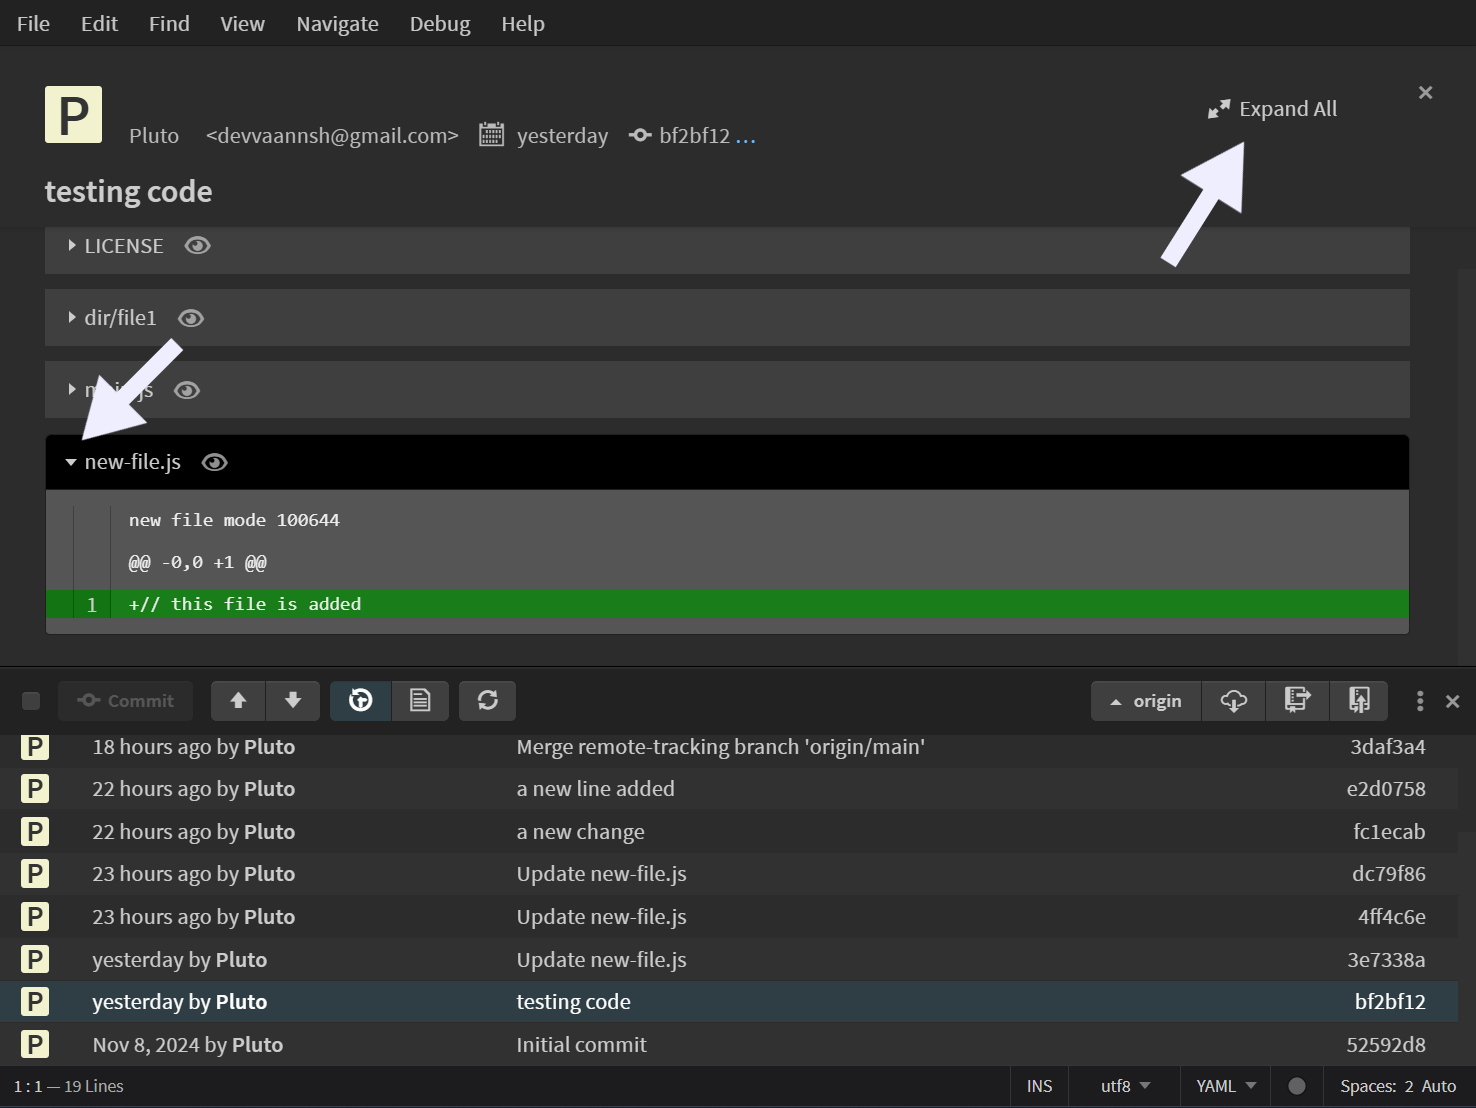 File Edit Find View Navigate Debug Help
Expand All
P
Pluto <devvaannsh@gmail.com> yesterday bf2bf12 ...
testing code
LICENSE
dir/file1
new-file.js
new file mode 100644
@@ -0,0 +1 @@
1 +// this file is added
Commit origin
P 18 hours ago by Pluto Merge remote-tracking branch 'origin/main' 3daf3a4
P 22 hours ago by Pluto a new line added e2d0758
P 22 hours ago by Pluto a new change fc1ecab
P 23 hours ago by Pluto Update new-file.js dc79f86
P 23 hours ago by Pluto Update new-file.js 4ff4c6e
P yesterday by Pluto Update new-file.js 3e7338a
P yesterday by Pluto testing code bf2bf12
P Nov 8, 2024 by Pluto Initial commit 52592d8
1 : 1 — 19 Lines INS utf8 YAML Spaces: 2 Auto